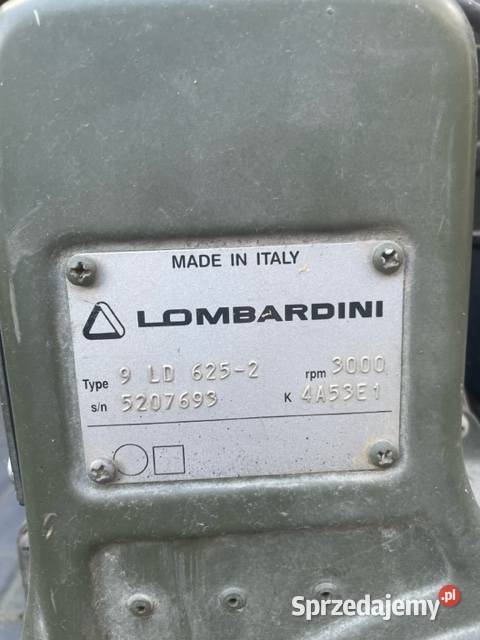 MADE IN ITALY
LOMBARDINI
Type 9 LD 625-2 rpm 3000
s/n 5207693 K 4A53E1
Sprzedajemy.pl